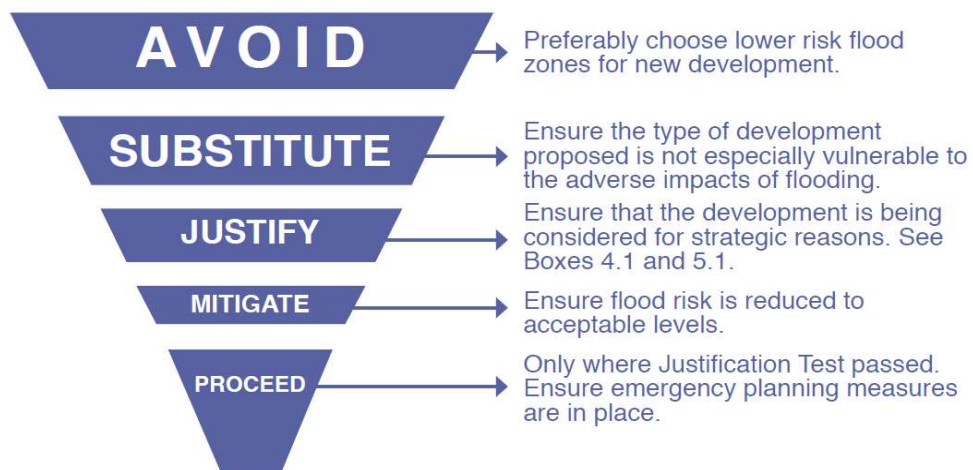 AVOID
Preferably choose lower risk flood
zones for new development.
SUBSTITUTE
Ensure the type of development
proposed is not especially vulnerable to
the adverse impacts of flooding.
JUSTIFY
Ensure that the development is being
considered for strategic reasons. See
Boxes 4.1 and 5.1.
MITIGATE
Ensure flood risk is reduced to
acceptable levels.
PROCEED
Only where Justification Test passed.
Ensure emergency planning measures
are in place.